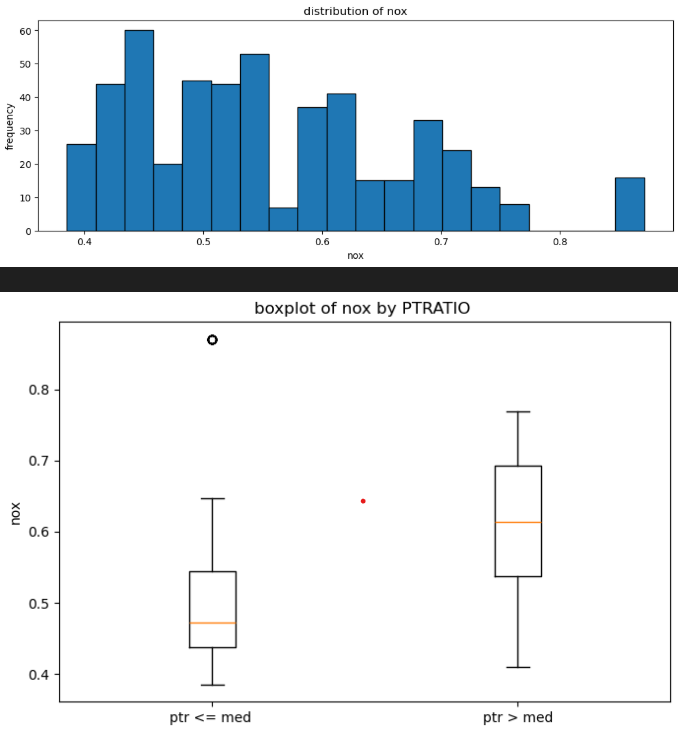 distribution of nox
60
50
40
30
20
10
0
frequency
0.4 0.5 0.6 0.7 0.8
nox
boxplot of nox by PTRATIO
0.8
0.7
0.6
0.5
0.4
nox
ptr <= med ptr > med